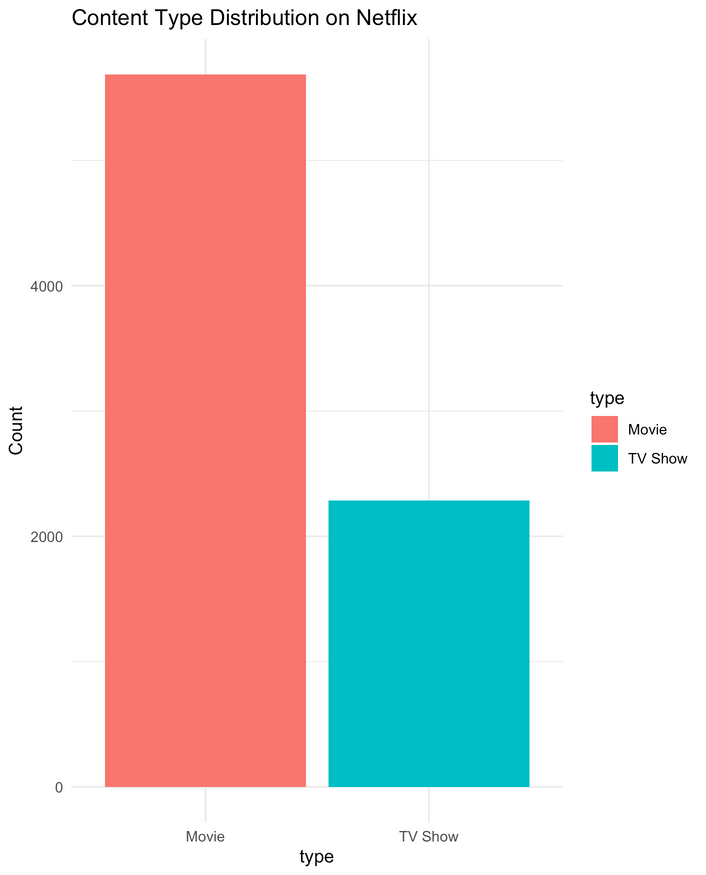 Content Type Distribution on Netflix
Count
4000
2000
0
Movie
TV Show
type
type
Movie
TV Show